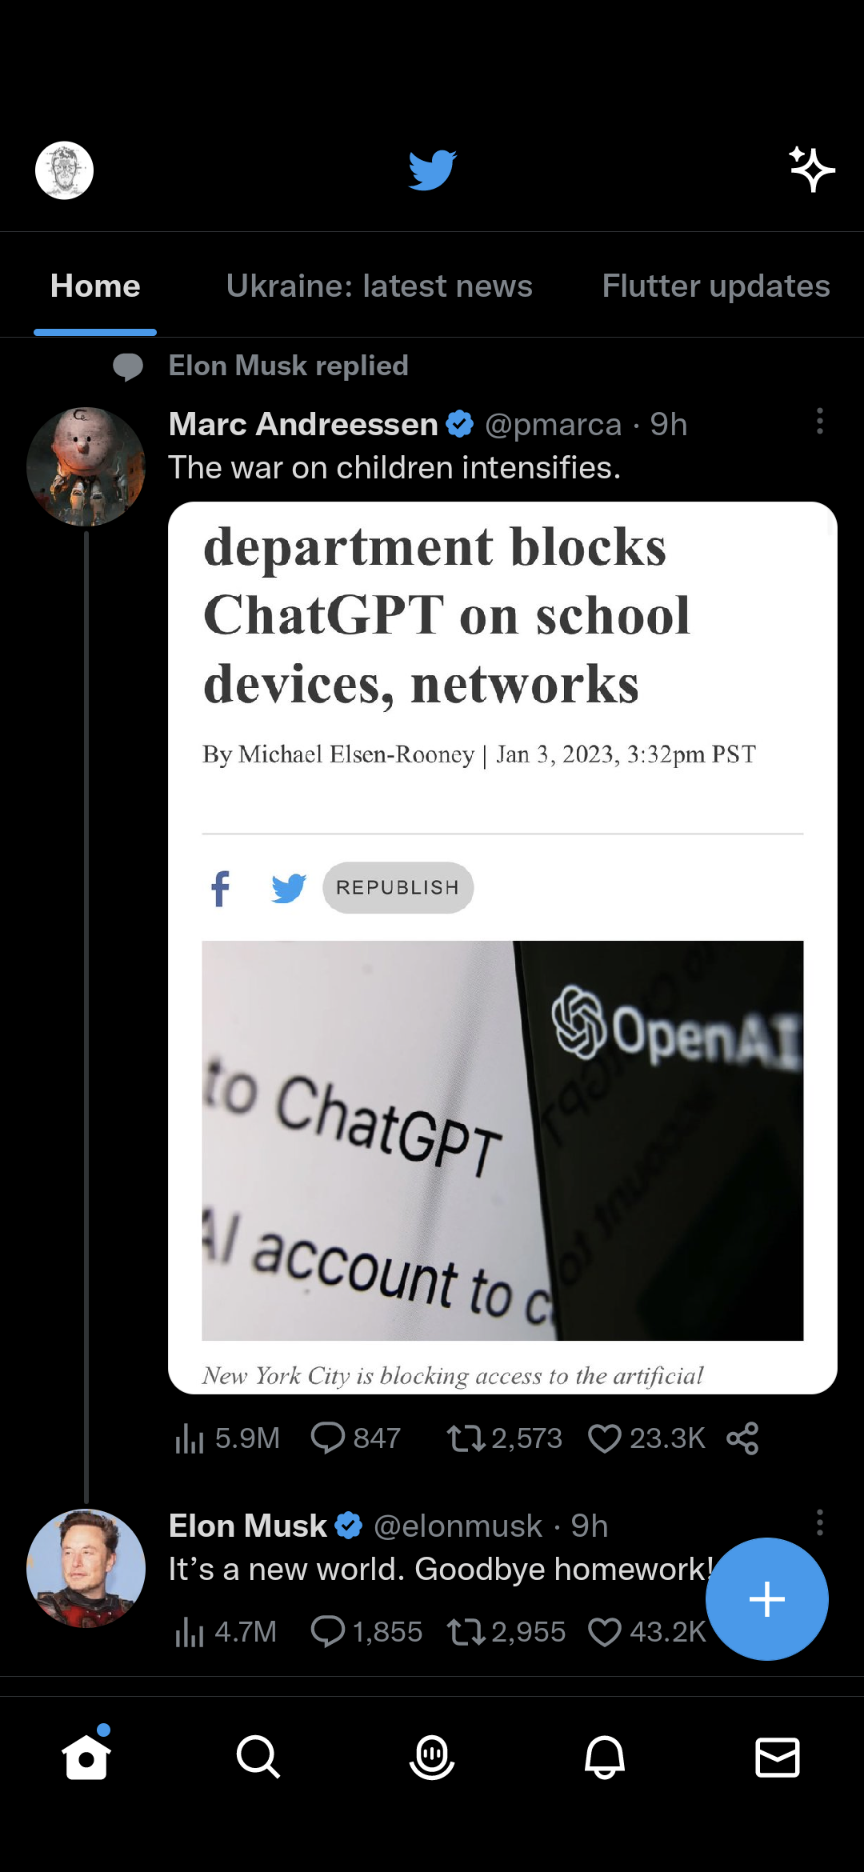 Home
Ukraine: latest news
Flutter updates
Elon Musk replied
Marc Andreessen @pmarca · 9h
The war on children intensifies.
department blocks
ChatGPT on school
devices, networks
By Michael Elsen-Rooney | Jan 3, 2023, 3:32pm PST
REPUBLISH
OpenAI
to ChatGPT
AI account to
New York City is blocking access to the artificial
5.9M 847 2,573 23.3K
Elon Musk @elonmusk · 9h
It's a new world. Goodbye homework!
4.7M 1,855 2,955 43.2K